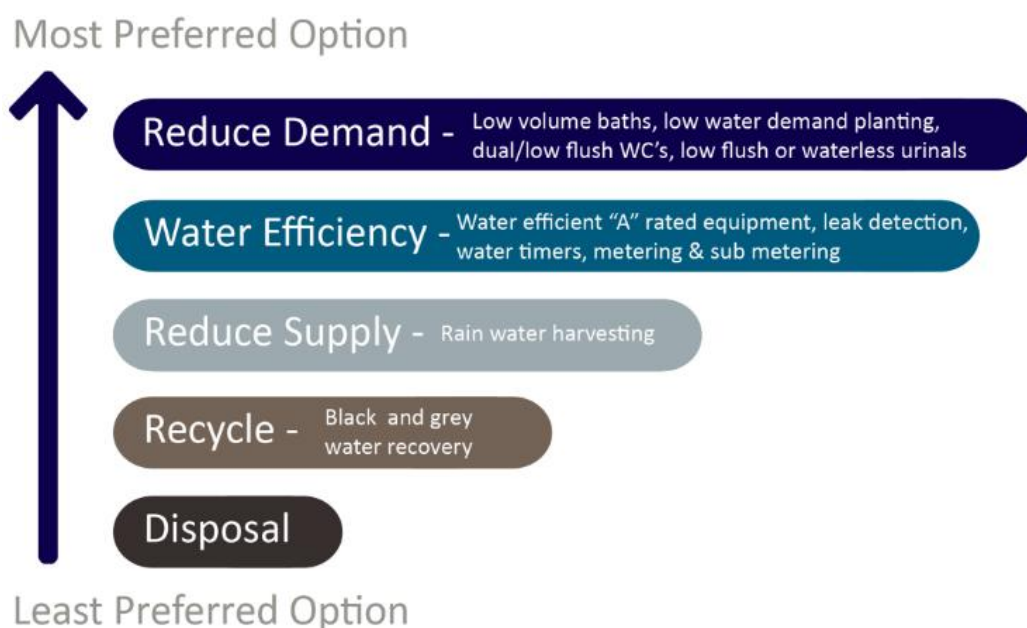 Most Preferred Option
Reduce Demand - Low volume baths, low water demand planting,
dual/low flush WC's, low flush or waterless urinals
Water Efficiency - Water efficient “A” rated equipment, leak detection,
water timers, metering & sub metering
Reduce Supply - Rain water harvesting
Recycle - Black and grey
water recovery
Disposal
Least Preferred Option